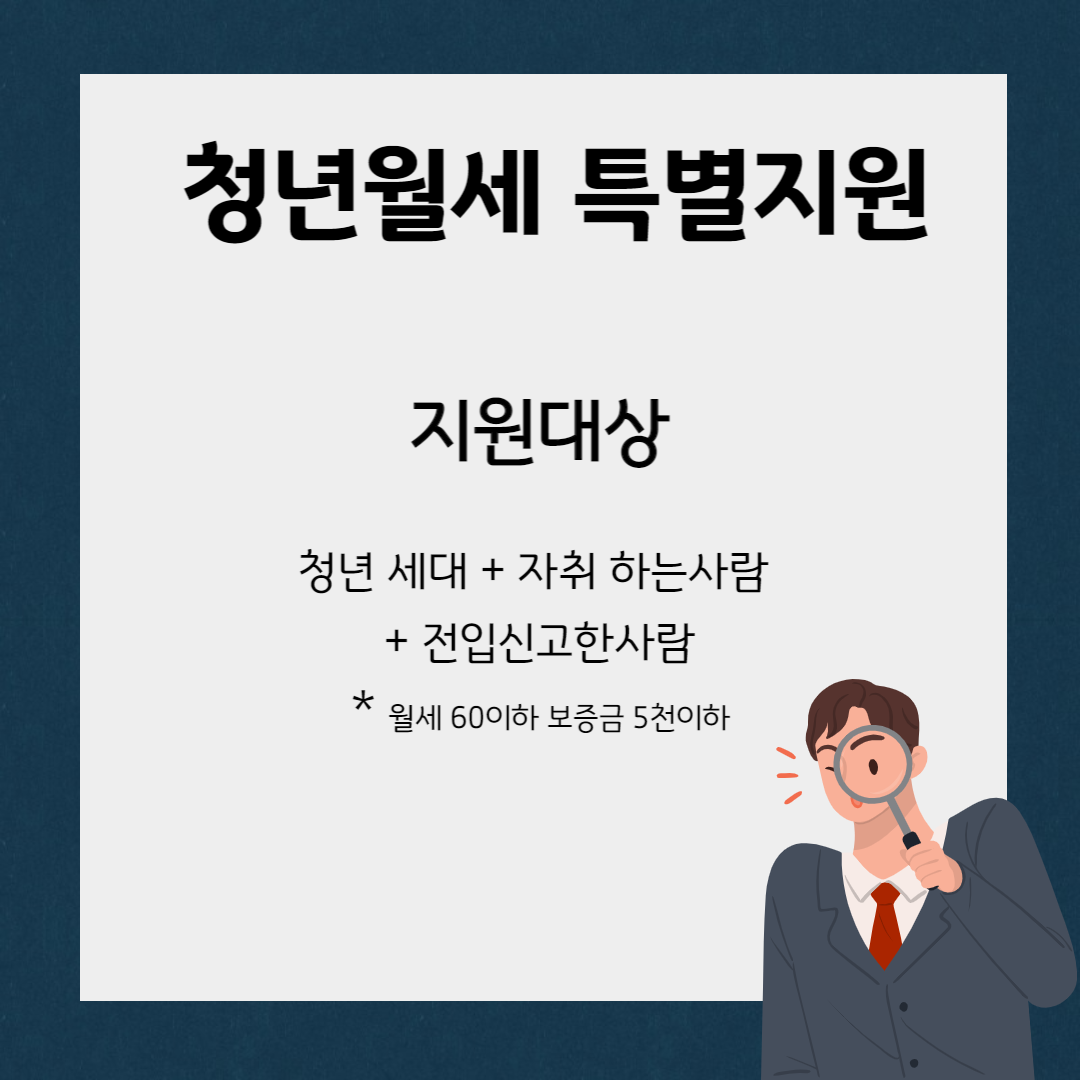 청년월세 특별지원
지원대상
청년 세대 + 자취 하는사람
+ 전입신고한사람
* 월세 60이하 보증금 5천이하